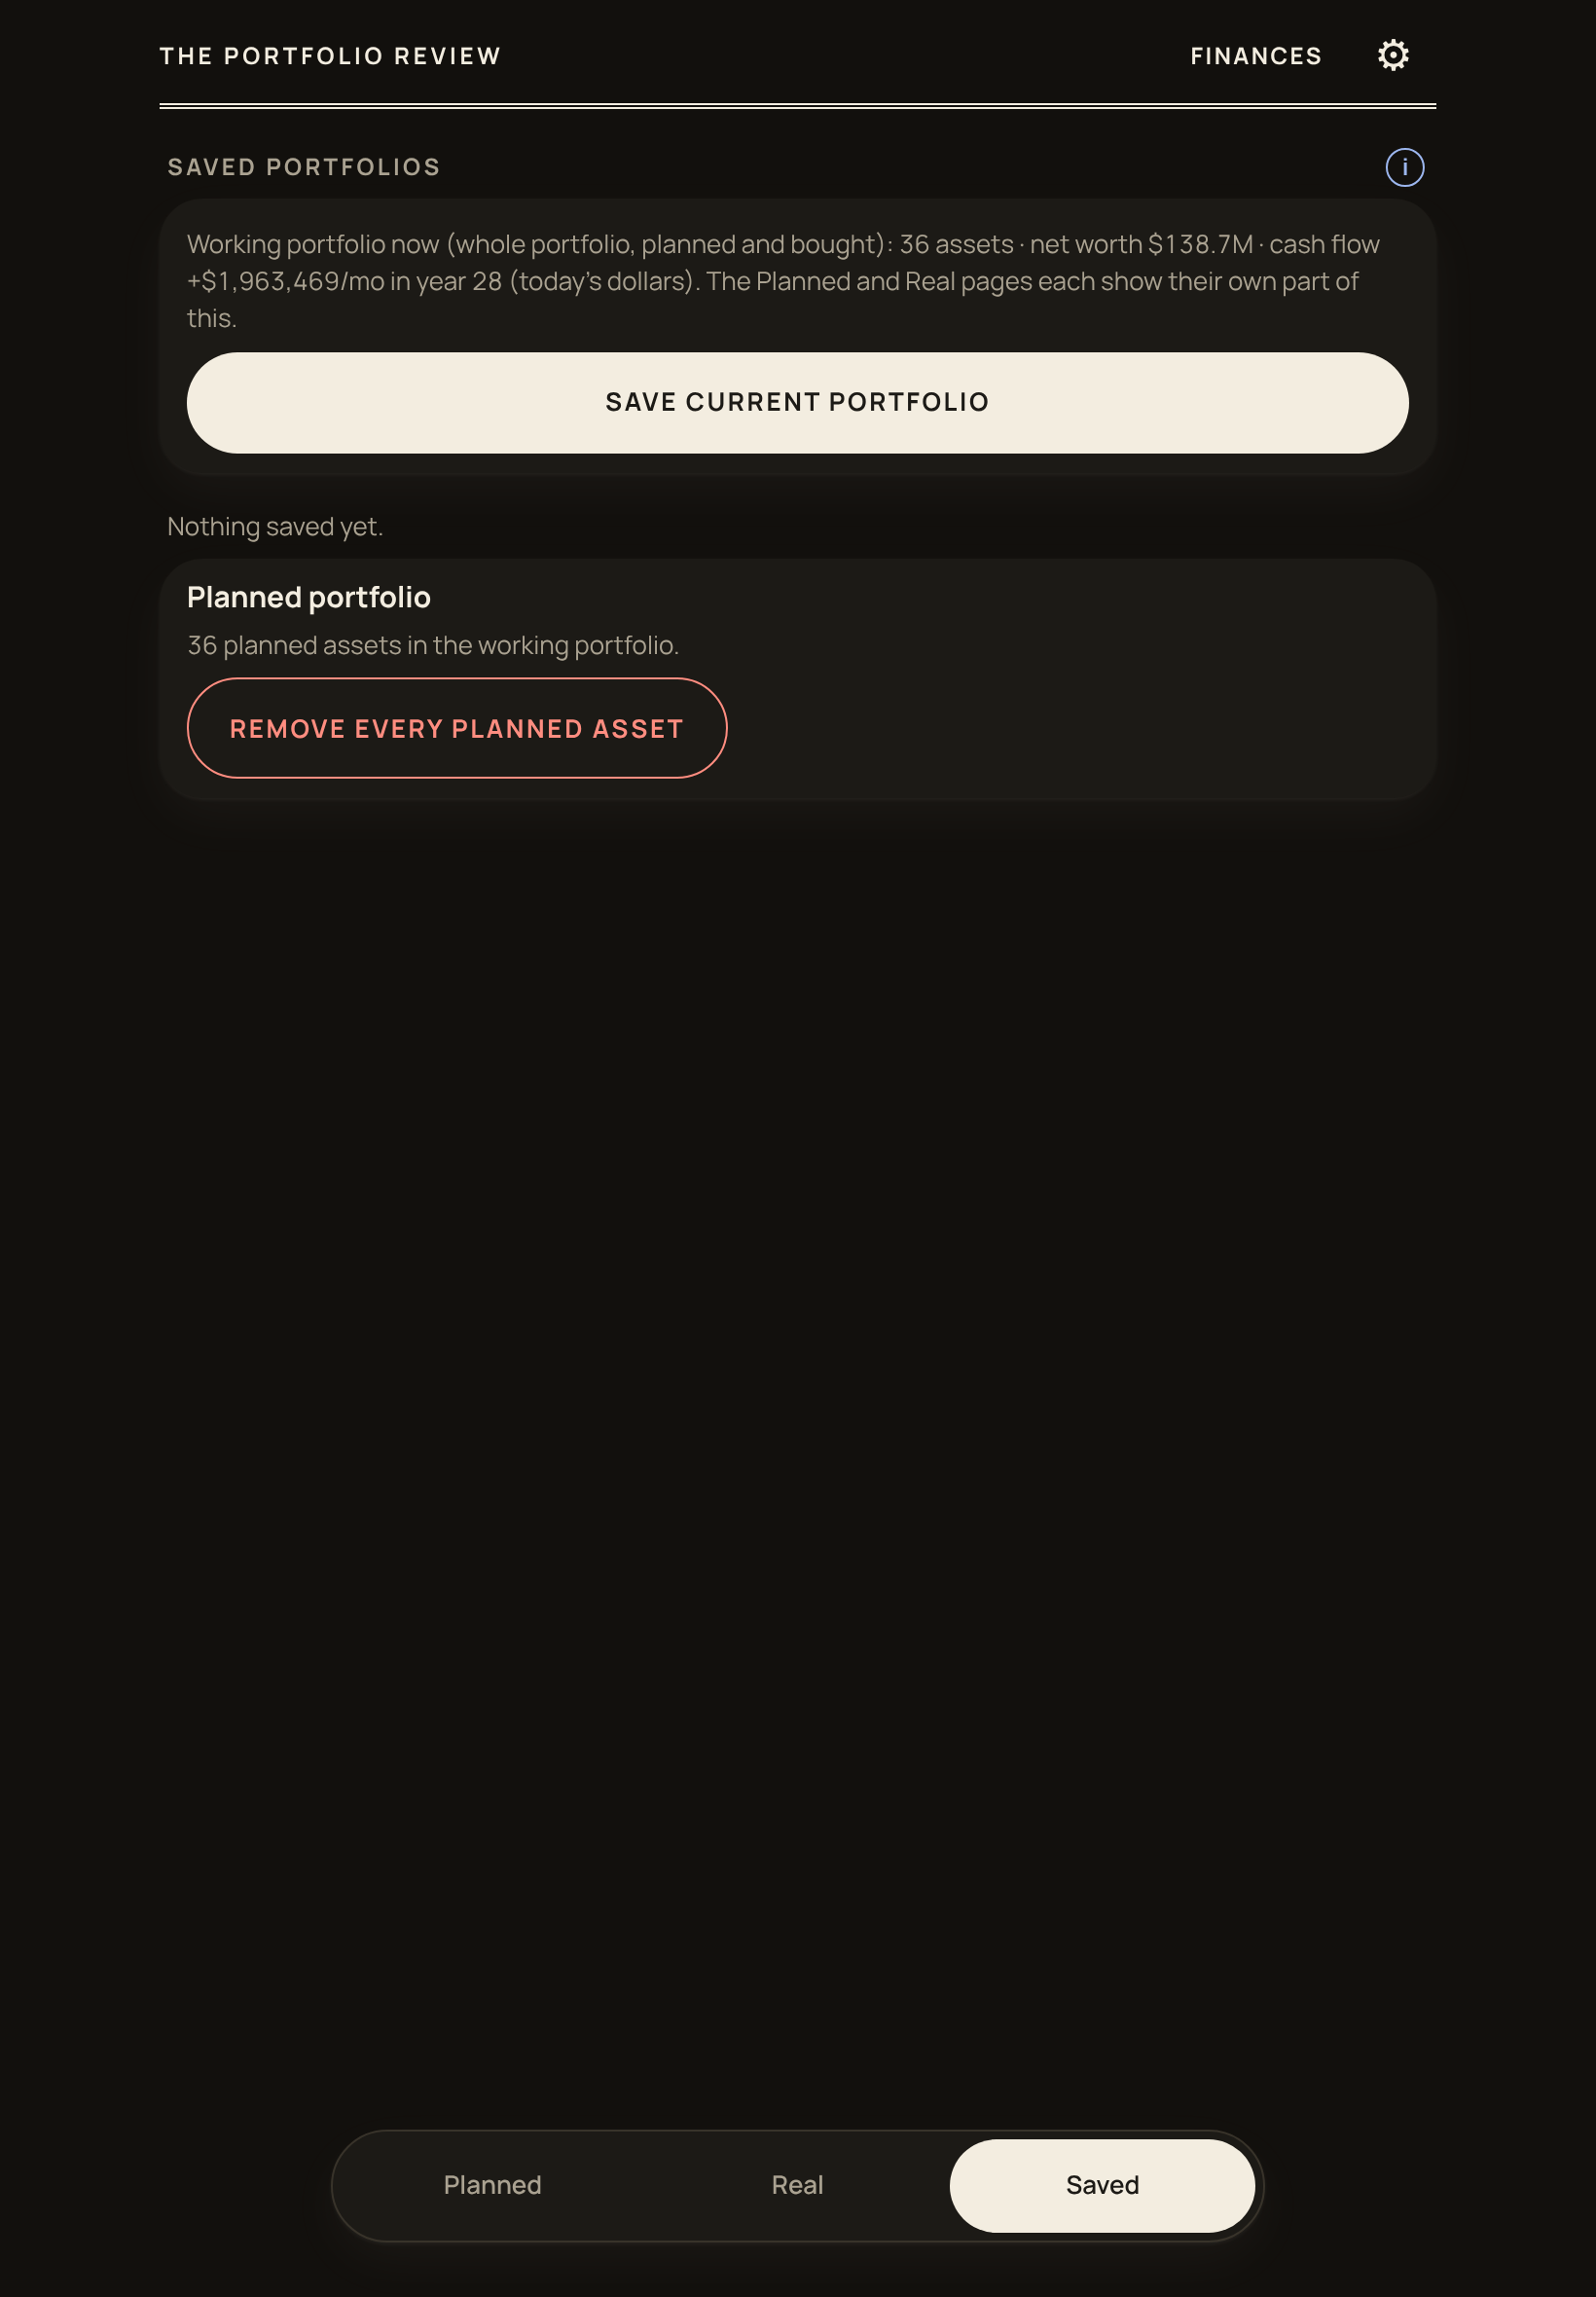 THE PORTFOLIO REVIEW
FINANCES
SAVED PORTFOLIOS
i
Working portfolio now (whole portfolio, planned and bought): 36 assets · net worth $138.7M · cash flow
+$1,963,469/mo in year 28 (today’s dollars). The Planned and Real pages each show their own part of
this.
SAVE CURRENT PORTFOLIO
Nothing saved yet.
Planned portfolio
36 planned assets in the working portfolio.
REMOVE EVERY PLANNED ASSET
Planned
Real
Saved